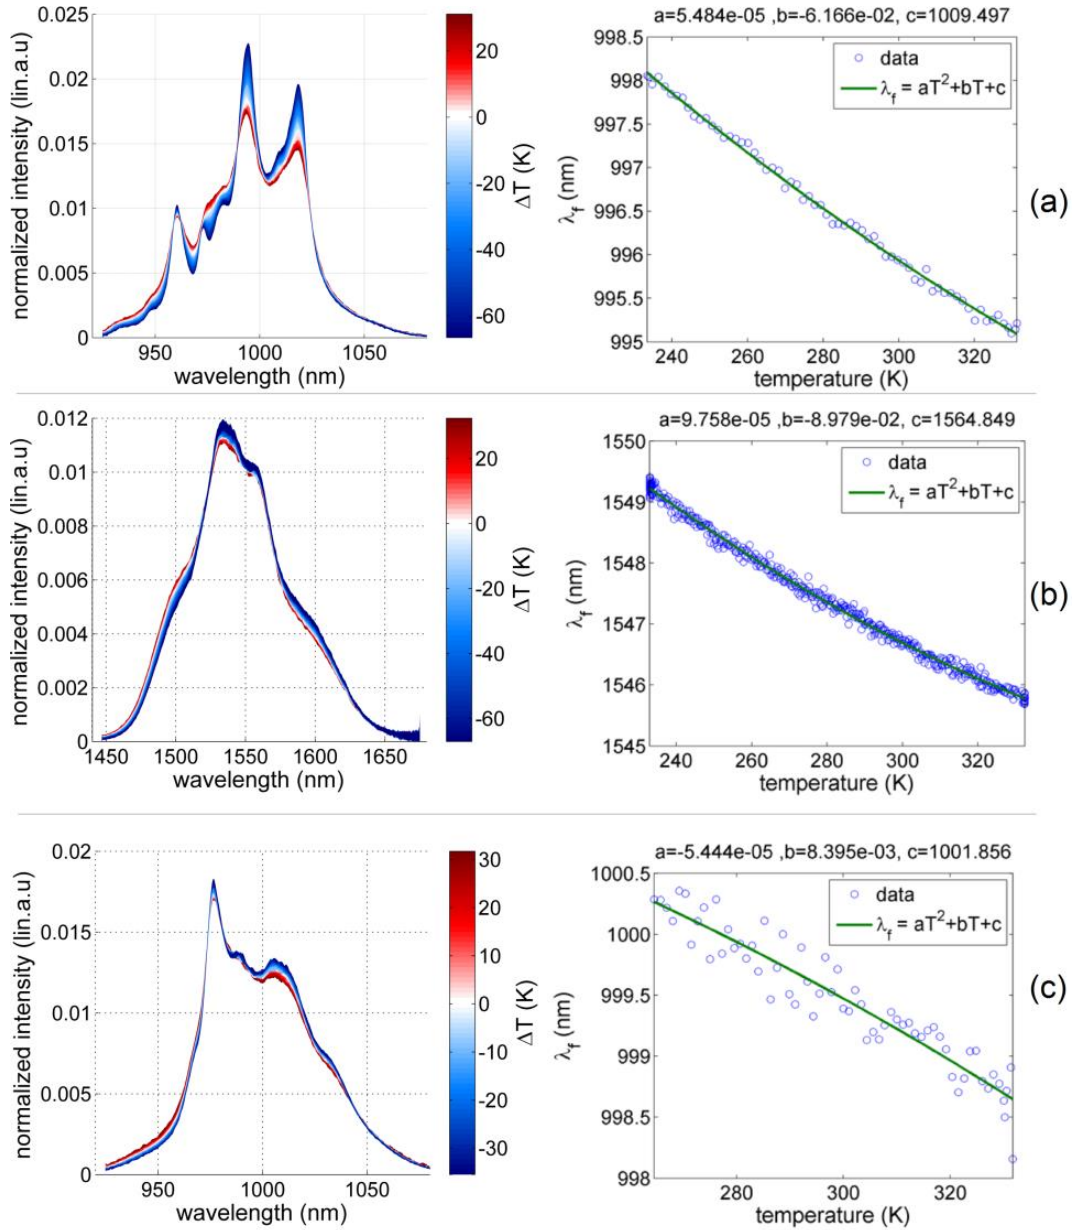 a=5.484e-05 ,b=-6.166e-02, c=1009.497
normalized intensity (lin.a.u)
0.025
0.02
0.015
0.01
0.005
0
950
1000
1050
wavelength (nm)
20
0
-20
-40
-60
ΔT (K)
998.5
998
997.5
997
996.5
996
995.5
995
λf (nm)
data
λf = aT²+bT+c
240
260
280
300
320
temperature (K)
(a)
a=9.758e-05 ,b=-8.979e-02, c=1564.849
normalized intensity (lin.a.u)
0.012
0.01
0.008
0.006
0.004
0.002
0
1450
1500
1550
1600
1650
wavelength (nm)
20
0
-20
-40
-60
ΔT (K)
1550
1549
1548
1547
1546
1545
λf (nm)
data
λf = aT²+bT+c
240
260
280
300
320
temperature (K)
(b)
a=-5.444e-05 ,b=8.395e-03, c=1001.856
normalized intensity (lin.a.u)
0.02
0.015
0.01
0.005
0
950
1000
1050
wavelength (nm)
30
20
10
0
-10
-20
-30
ΔT (K)
1000.5
1000
999.5
999
998.5
998
λf (nm)
data
λf = aT²+bT+c
280
300
320
temperature (K)
(c)